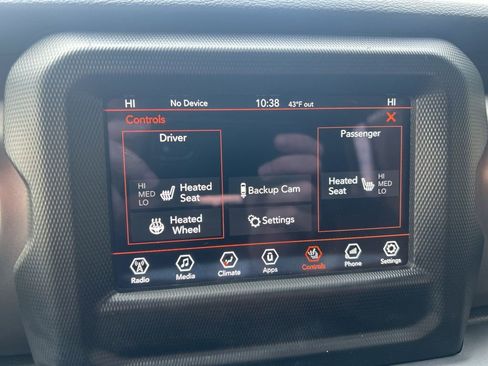 HI No Device 10:38 43°F out HI
Controls
Driver
Passenger
HI
MED
LO
Heated
Seat
Backup Cam
Heated
Seat
HI
MED
LO
Heated
Wheel
Settings
Radio Media Climate Apps Controls Phone Settings